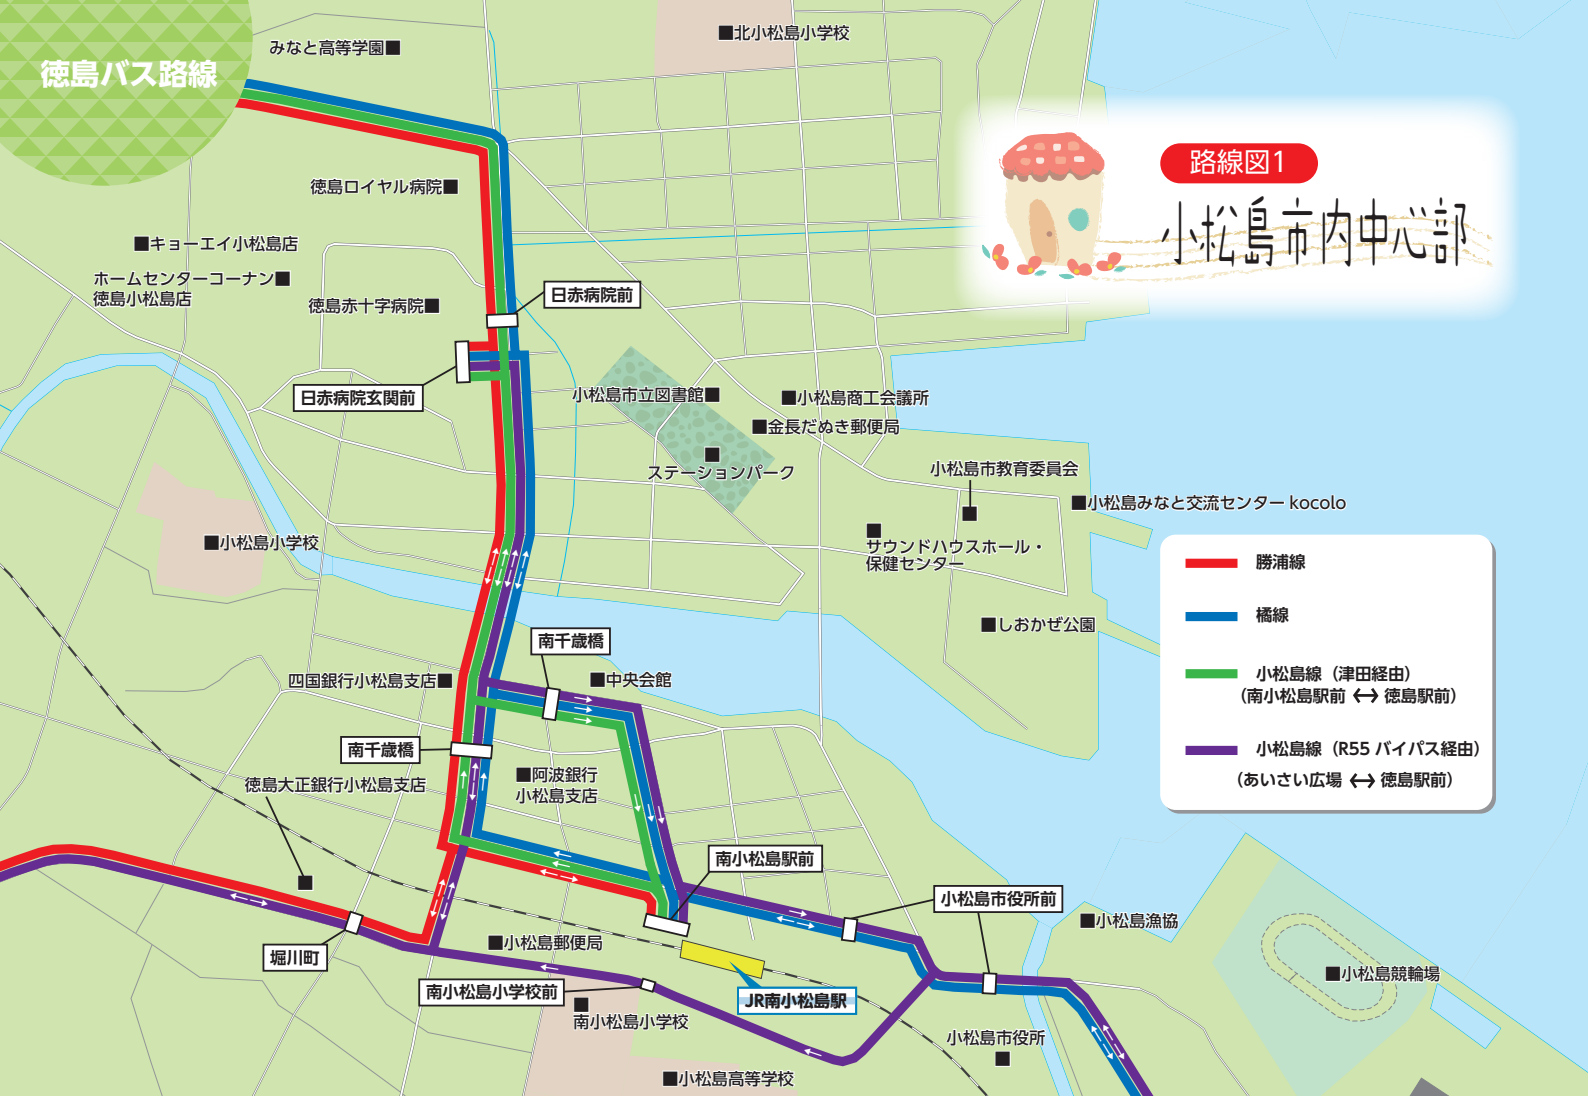 徳島バス路線
みなと高等学園
北小松島小学校
路線図1
小松島市内中心部
徳島ロイヤル病院
キョーエイ小松島店
ホームセンターコーナン
徳島小松島店
徳島赤十字病院
日赤病院前
日赤病院玄関前
小松島市立図書館
小松島商工会議所
金長だぬき郵便局
ステーションパーク
小松島市教育委員会
小松島みなと交流センター kocolo
小松島小学校
サウンドハウスホール・
保健センター
しおかぜ公園
勝浦線
橘線
小松島線（津田経由）
（南小松島駅前 ⟷ 徳島駅前）
小松島線（R55 バイパス経由）
（あいさい広場 ⟷ 徳島駅前）
南千歳橋
四国銀行小松島支店
中央会館
南千歳橋
徳島大正銀行小松島支店
阿波銀行
小松島支店
南小松島駅前
小松島市役所前
小松島漁協
堀川町
小松島郵便局
小松島競輪場
南小松島小学校前
JR南小松島駅
南小松島小学校
小松島市役所
小松島高等学校